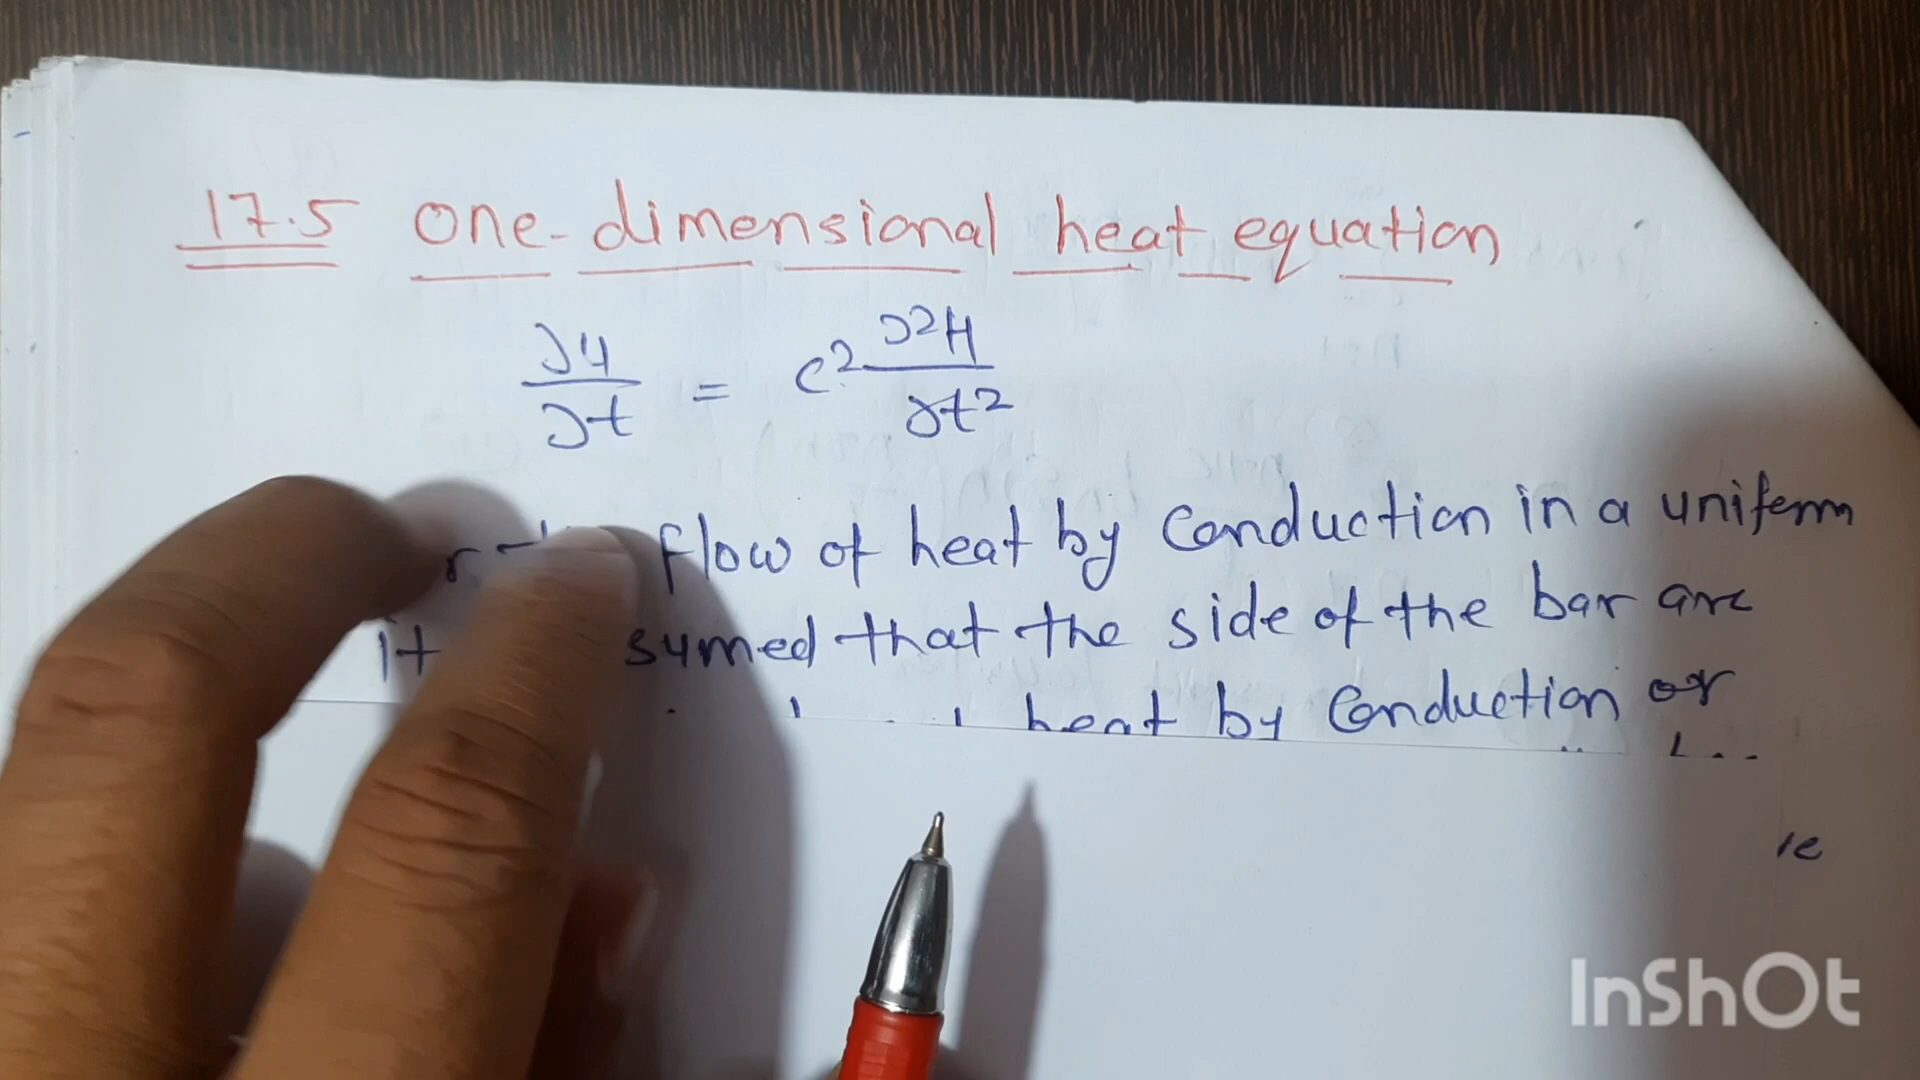 17.5 One-dimensional heat equation
∂u/∂t = c² ∂²u/∂t²
flow of heat by Conduction in a uniform
it sumed that the side of the bar are
heat by Conduction or
InShOt